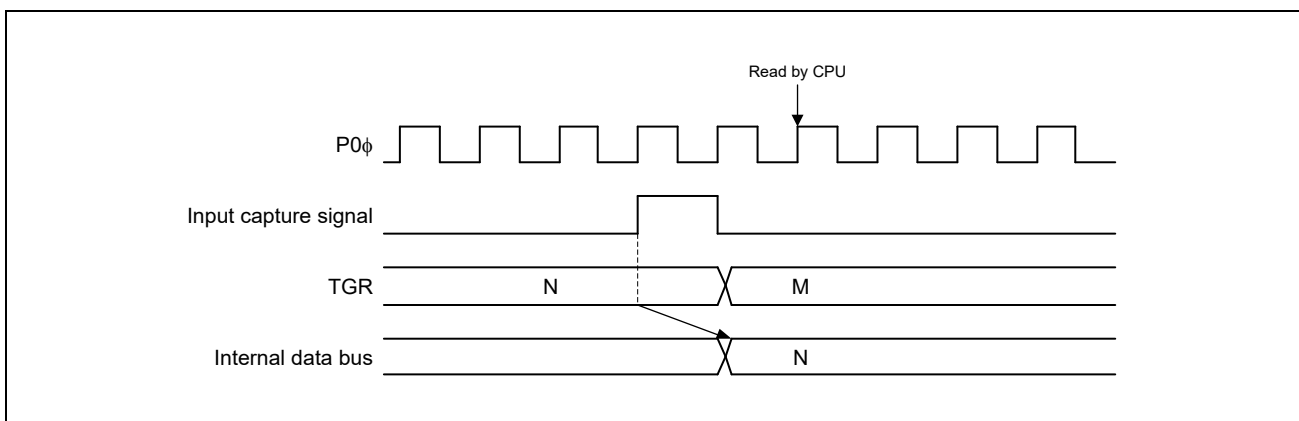 Read by CPU
P0ϕ
Input capture signal
TGR N M
Internal data bus N